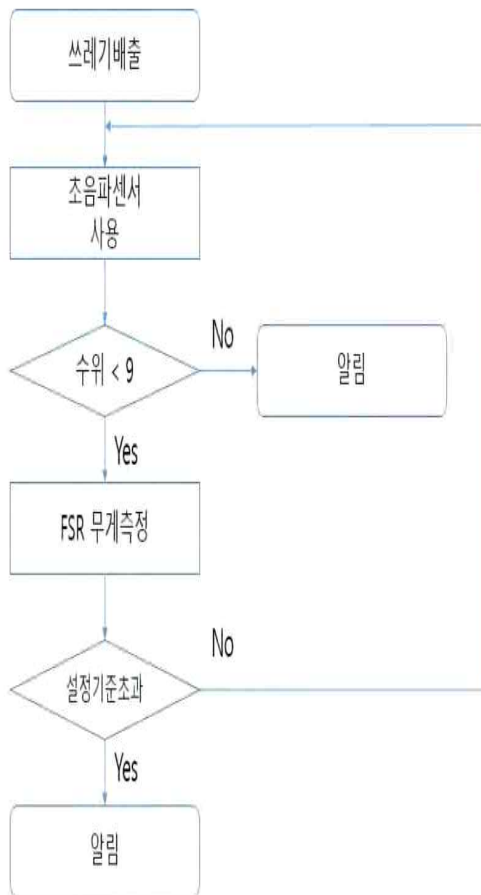 쓰레기배출
초음파센서
사용
수위 < 9
No
알림
Yes
FSR 무게측정
No
설정기준초과
Yes
알림